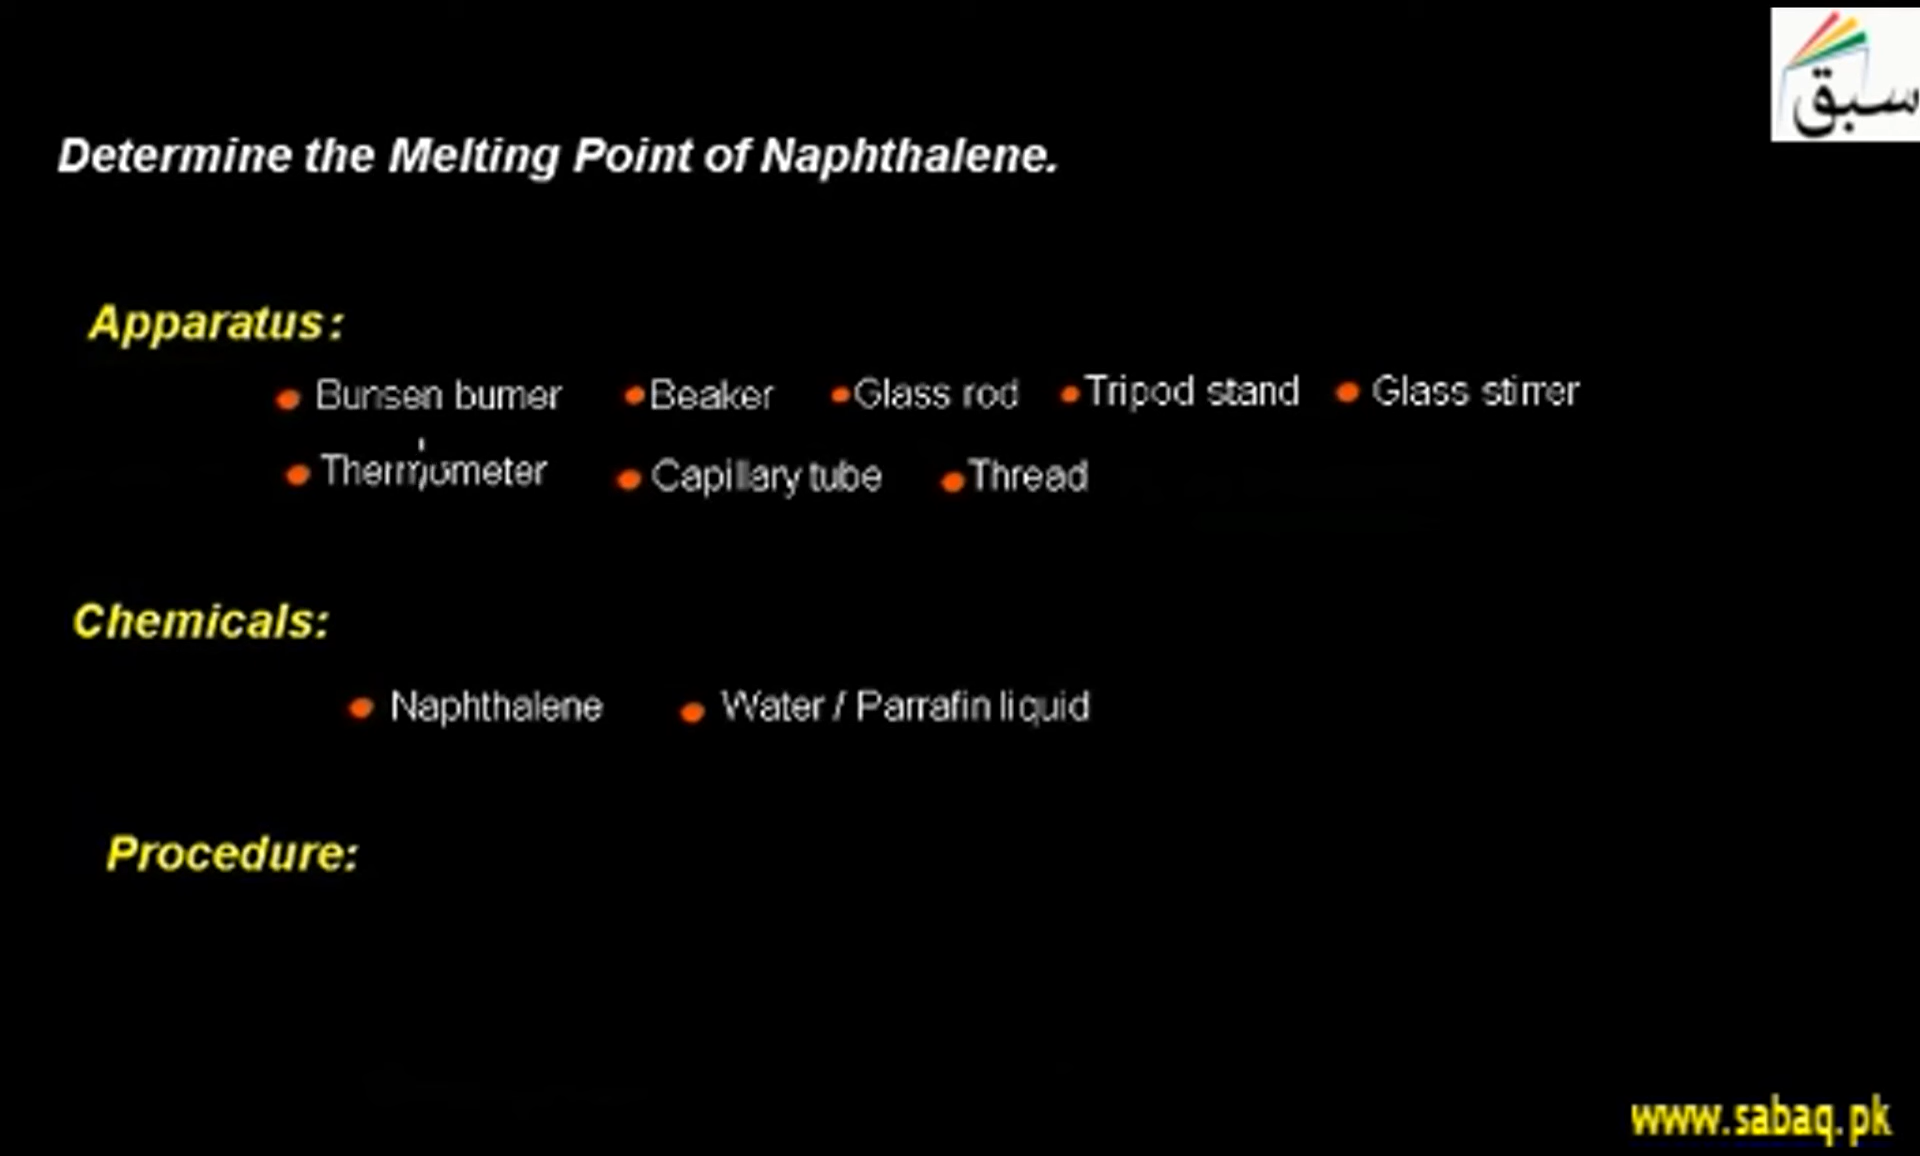 سبق
Determine the Melting Point of Naphthalene.
Apparatus:
• Bunsen burner • Beaker • Glass rod • Tripod stand • Glass stirrer
• Thermometer • Capillary tube • Thread
Chemicals:
• Naphthalene • Water / Parrafin liquid
Procedure:
www.sabaq.pk